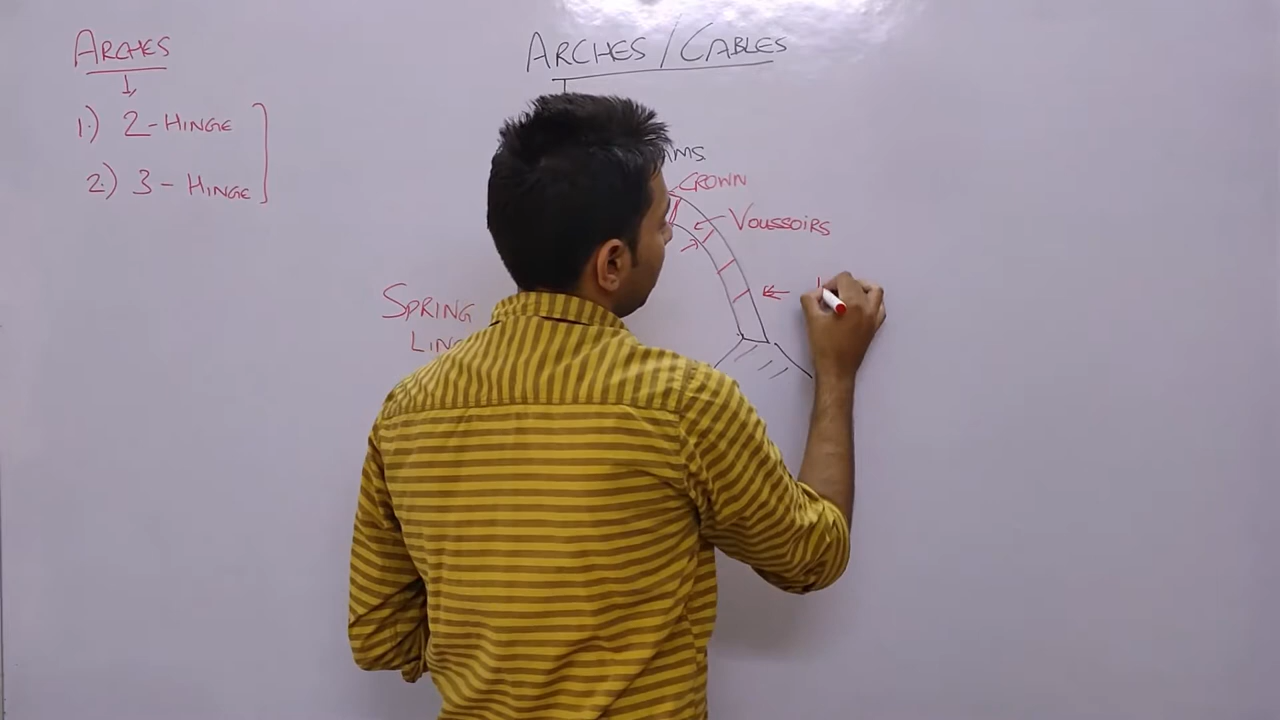 ARCHES
1.) 2-HINGE
2.) 3-HINGE
ARCHES/CABLES
CROWN
VOUSSOIRS
SPRING